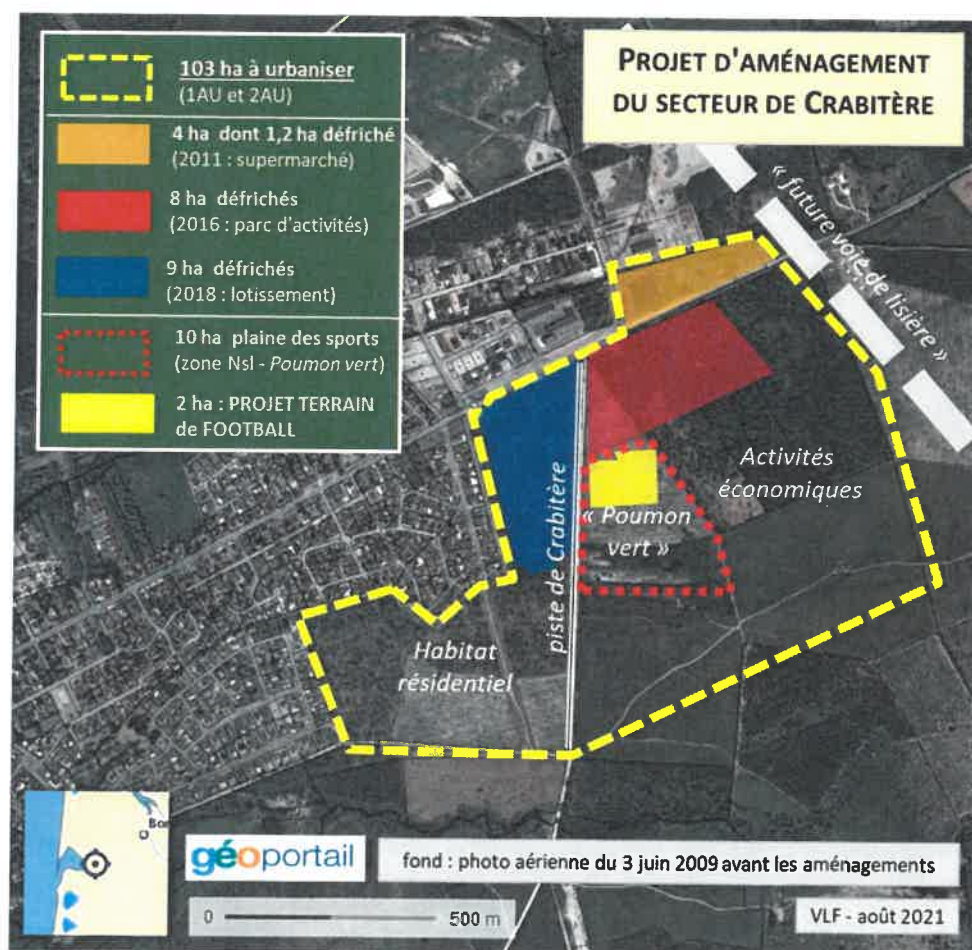 PROJET D'AMÉNAGEMENT
DU SECTEUR DE CRABITÈRE
103 ha à urbaniser
(1AU et 2AU)
4 ha dont 1,2 ha défriché
(2011 : supermarché)
8 ha défrichés
(2016 : parc d'activités)
9 ha défrichés
(2018 : lotissement)
10 ha plaine des sports
(zone Nsl - Poumon vert)
2 ha : PROJET TERRAIN
de FOOTBALL
« future voie de lisière »
Activités
économiques
« Poumon
vert »
piste de Crabitère
Habitat
résidentiel
Bor
géoportail
fond : photo aérienne du 3 juin 2009 avant les aménagements
0 500 m
VLF - août 2021